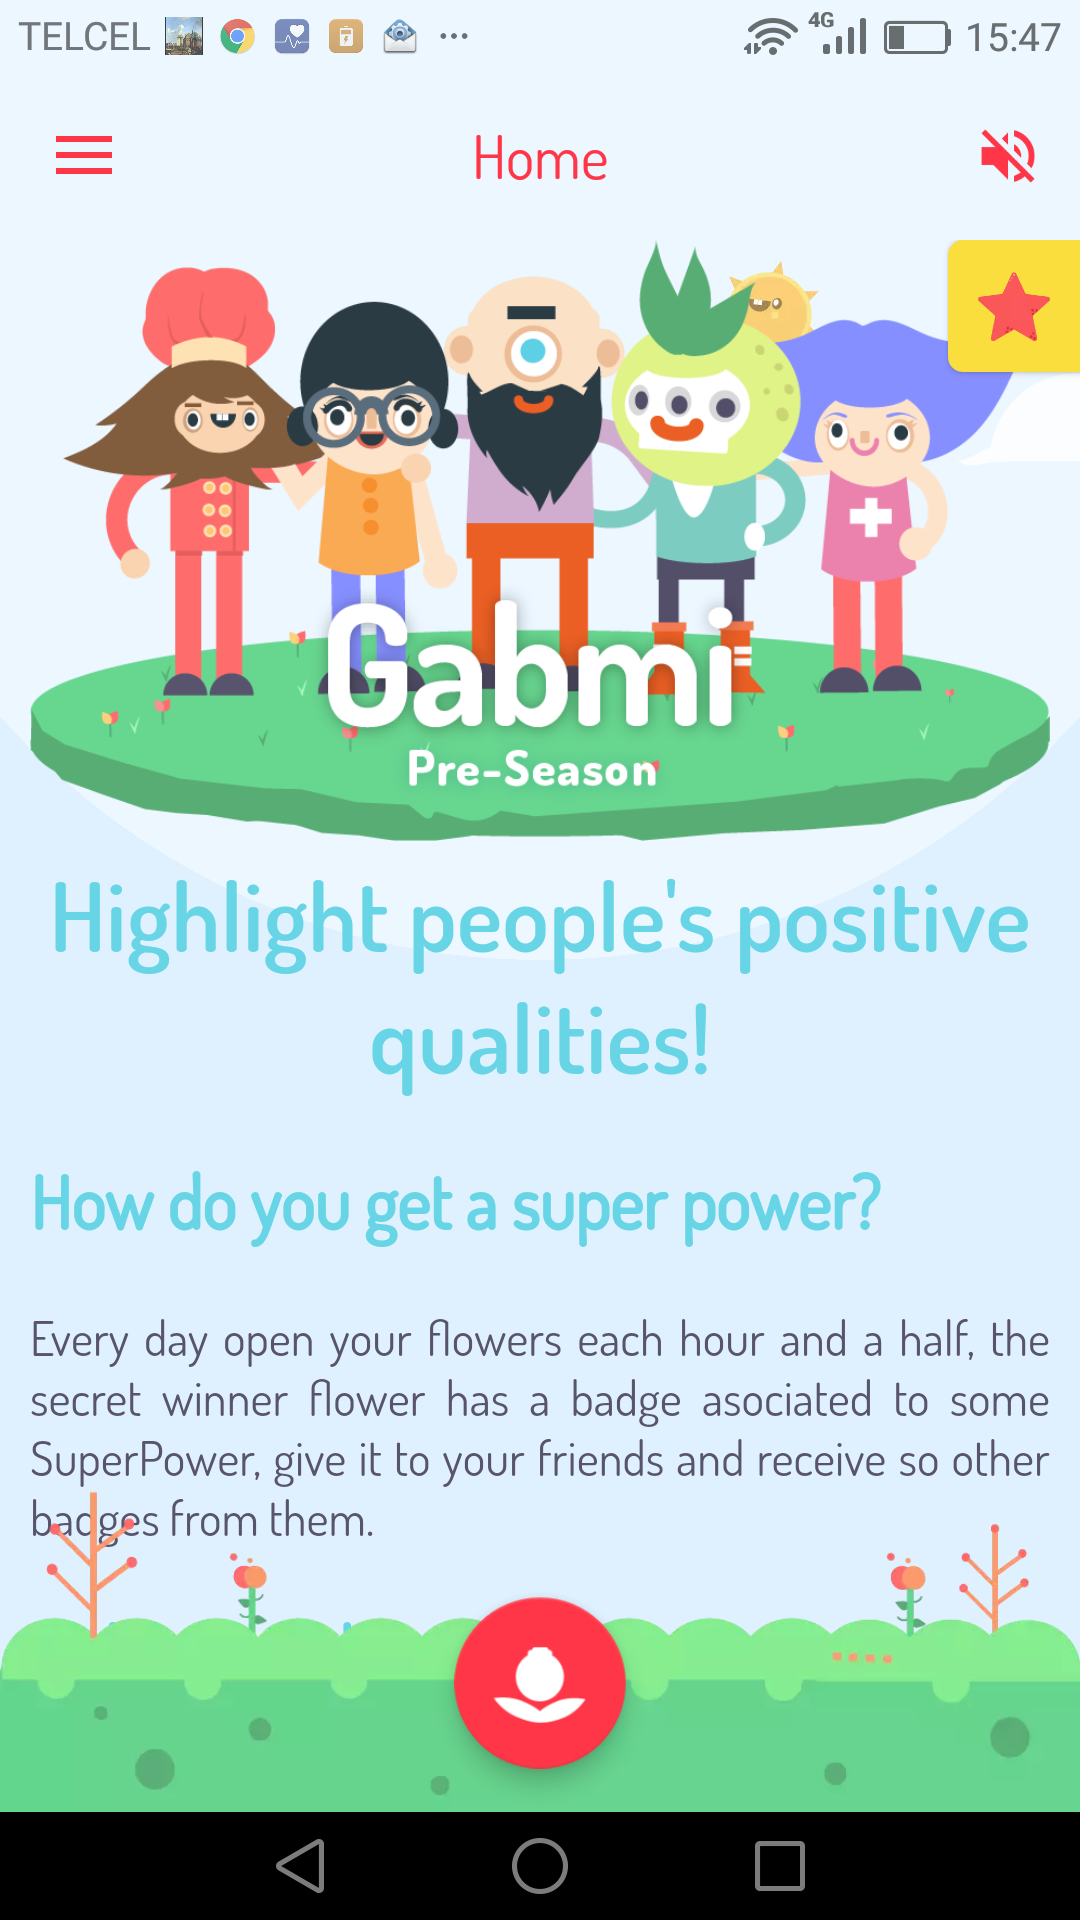 TELCEL
4G
15:47
Home
Gabmi
Pre-Season
Highlight people's positive
qualities!
How do you get a super power?
Every day open your flowers each hour and a half, the
secret winner flower has a badge asociated to some
SuperPower, give it to your friends and receive so other
badges from them.